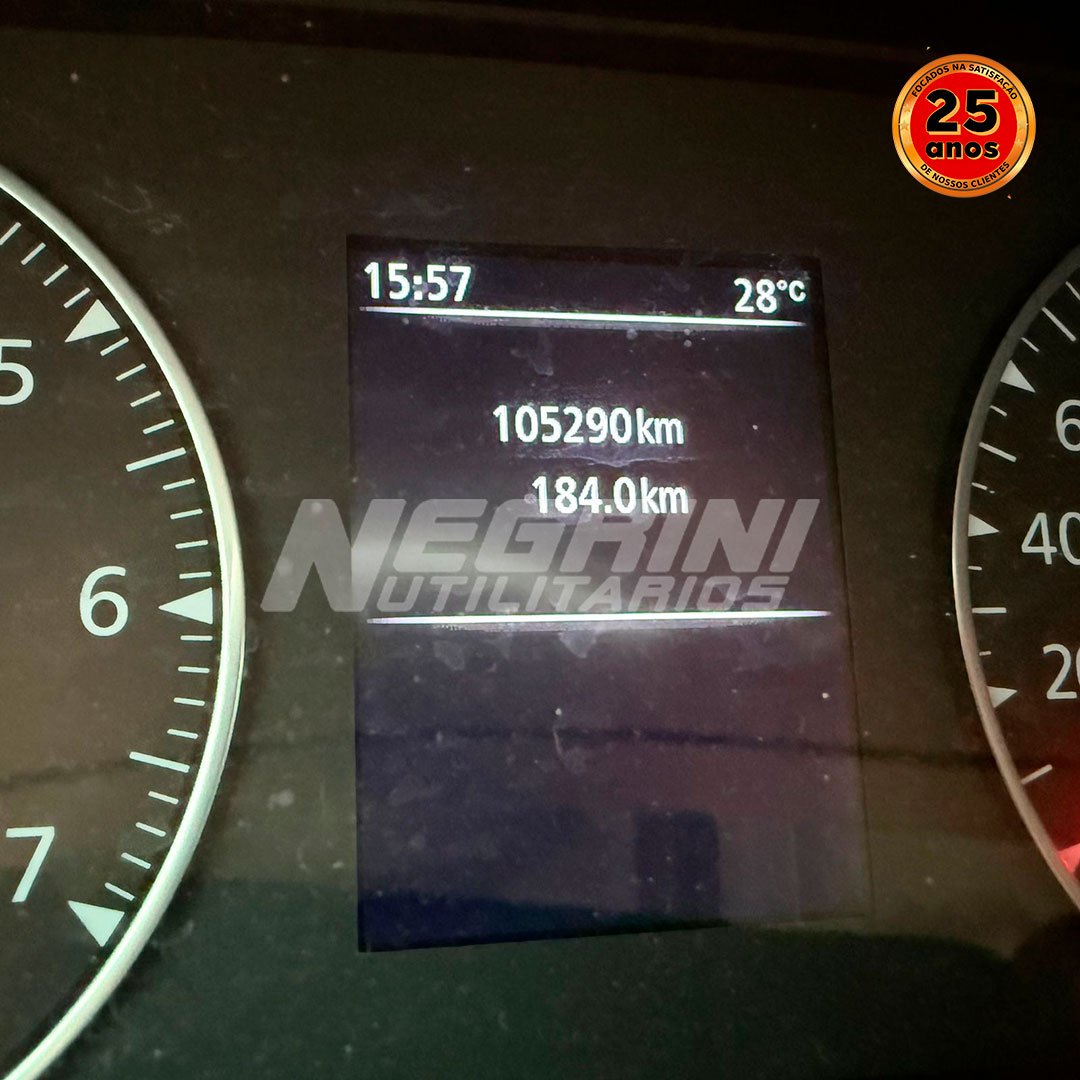 FOCADOS NA SATISFAÇÃO
25
anos
DE NOSSOS CLIENTES
15:57 28°C
105290km
184.0km
NEGRINI
UTILITARIOS
5
6
7
6
40
20